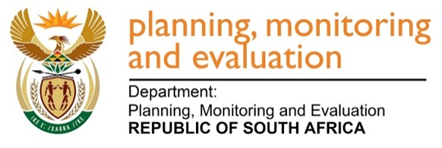 planning, monitoring
and evaluation
Department:
Planning, Monitoring and Evaluation
REPUBLIC OF SOUTH AFRICA